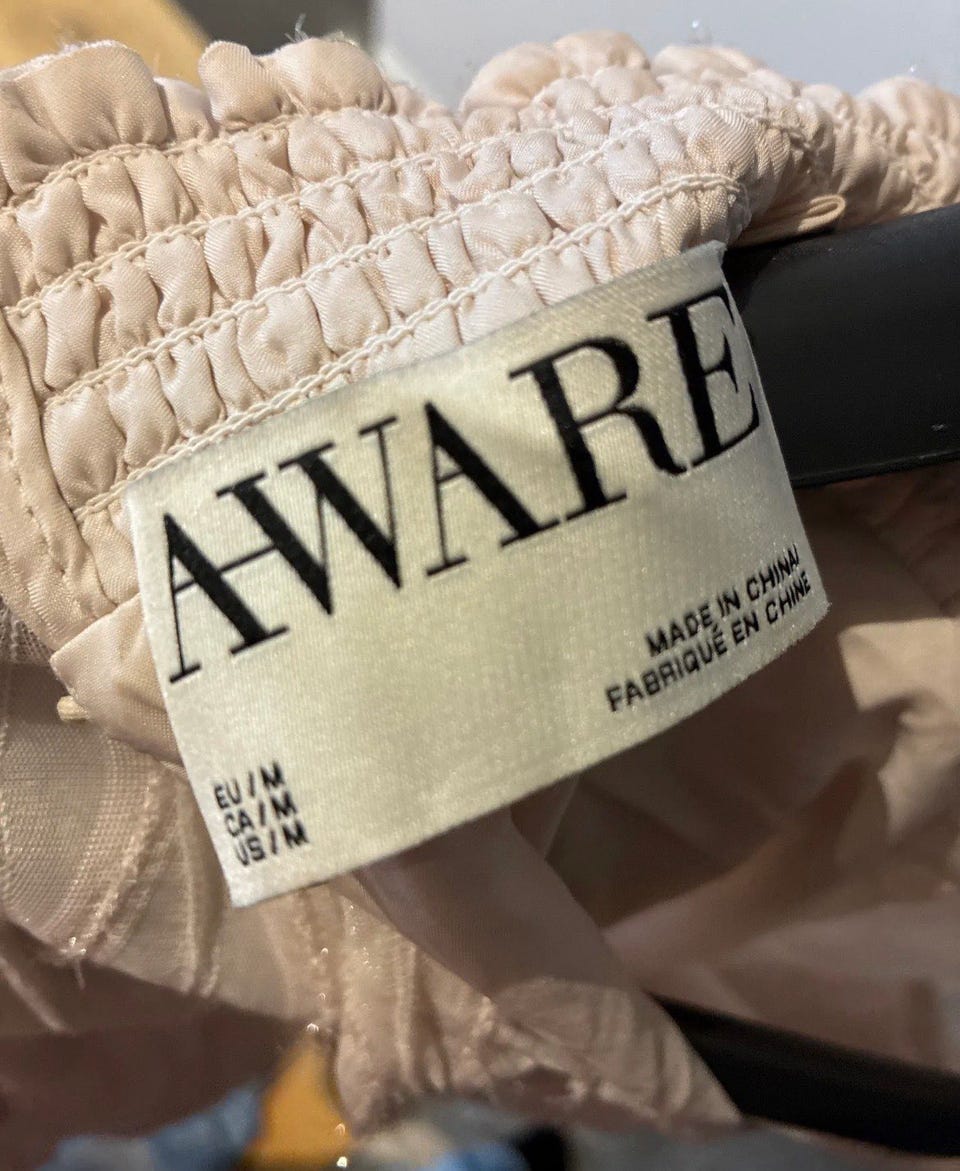 AWARE
MADE IN CHINA/
FABRIQUÉ EN CHINE
EU/M
CA/M
US/M